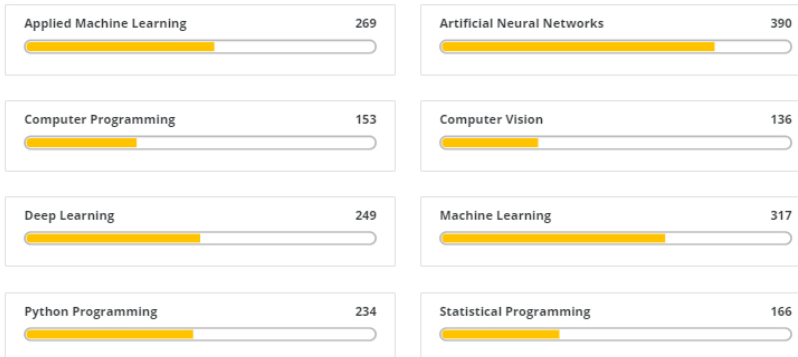 Applied Machine Learning 269
Artificial Neural Networks 390
Computer Programming 153
Computer Vision 136
Deep Learning 249
Machine Learning 317
Python Programming 234
Statistical Programming 166